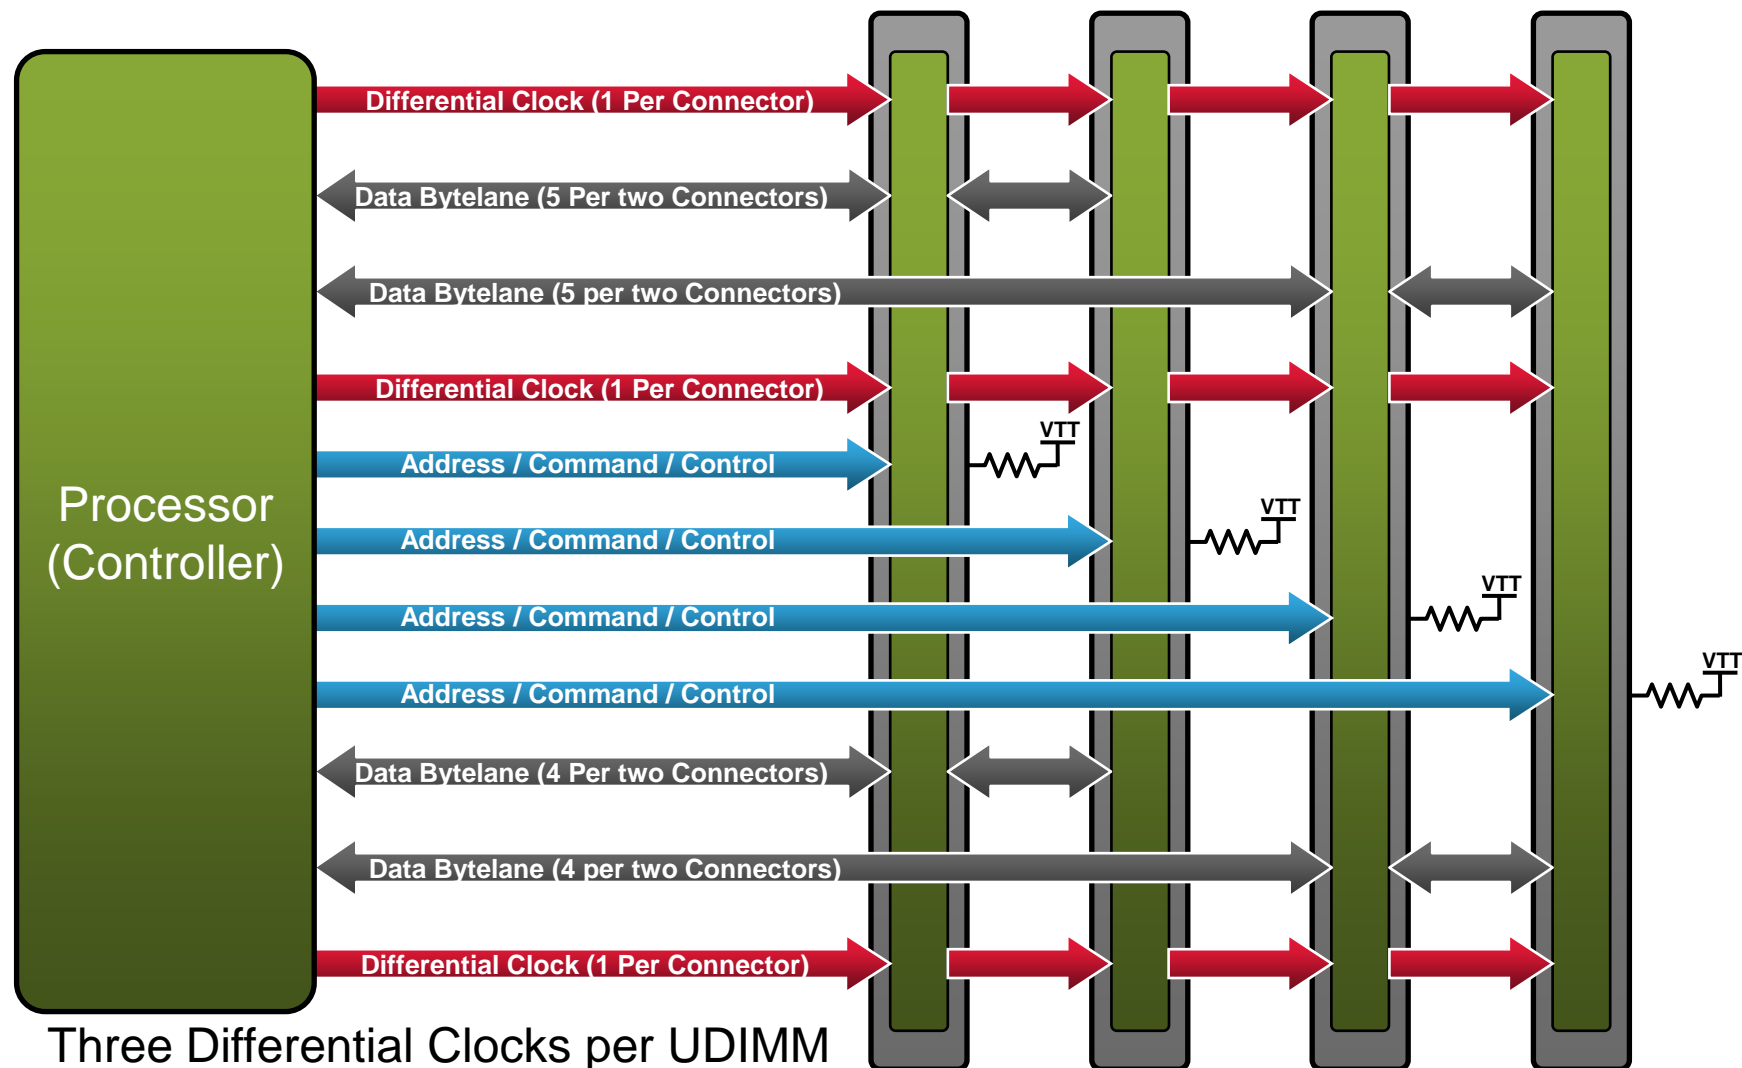 Differential Clock (1 Per Connector)
Data Bytelane (5 Per two Connectors)
Data Bytelane (5 per two Connectors)
Differential Clock (1 Per Connector)
VTT
Address / Command / Control
Processor
(Controller)
VTT
Address / Command / Control
VTT
Address / Command / Control
VTT
Address / Command / Control
Data Bytelane (4 Per two Connectors)
Data Bytelane (4 per two Connectors)
Differential Clock (1 Per Connector)
Three Differential Clocks per UDIMM